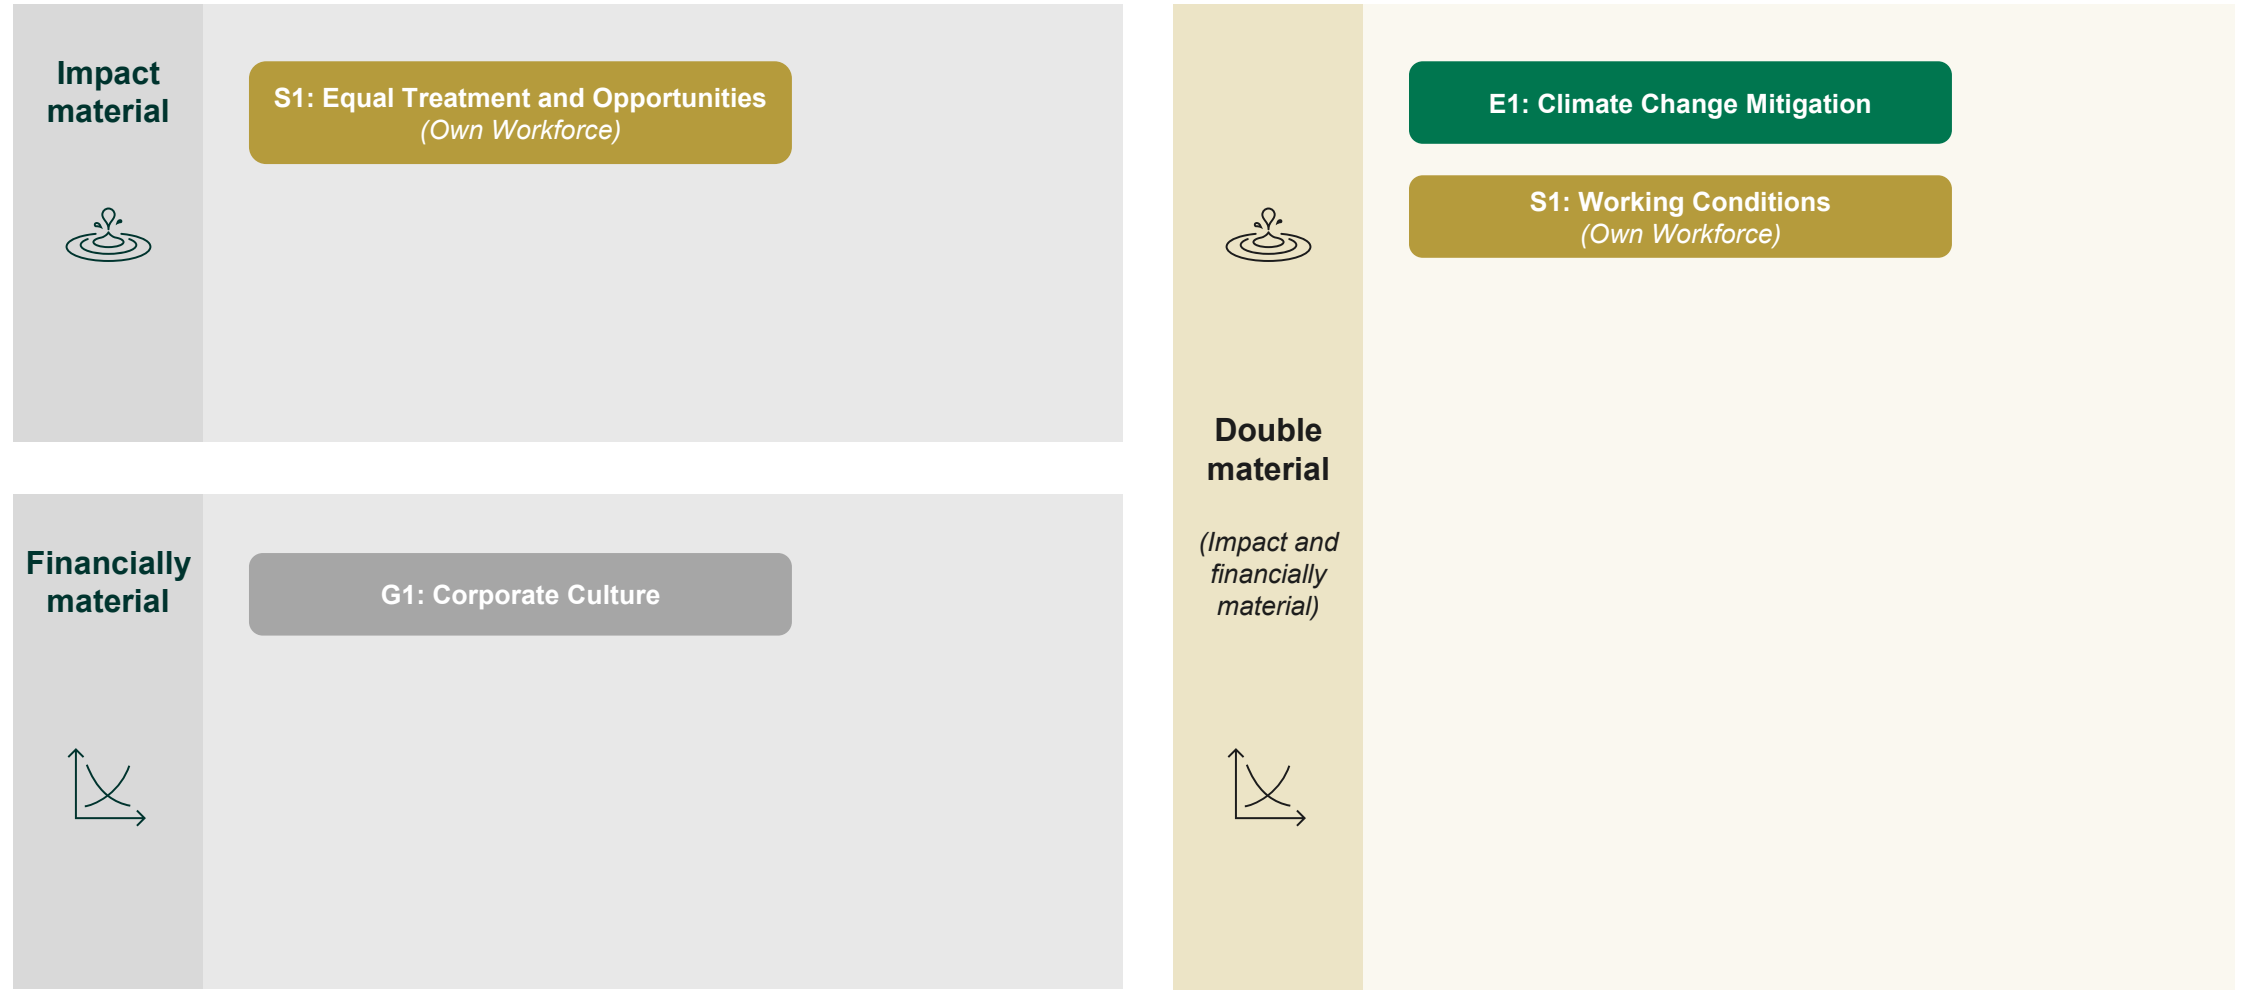 Impact
material
S1: Equal Treatment and Opportunities
(Own Workforce)
Financially
material
G1: Corporate Culture
Double
material
(Impact and
financially
material)
E1: Climate Change Mitigation
S1: Working Conditions
(Own Workforce)